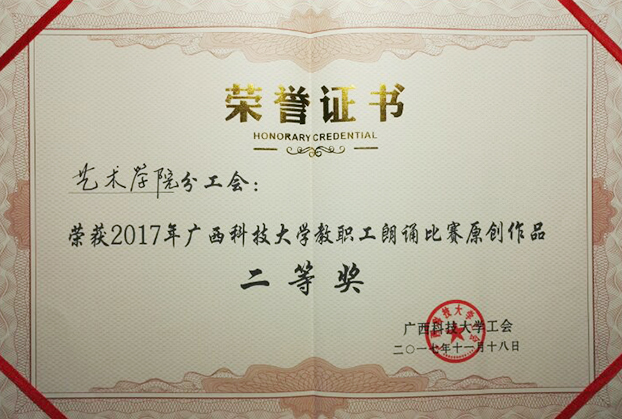 荣誉证书
HONORARY CREDENTIAL
艺术学院分工会：
荣获2017年广西科技大学教职工朗诵比赛原创作品
二等奖
广西科技大学工会
二〇一七年十一月十八日